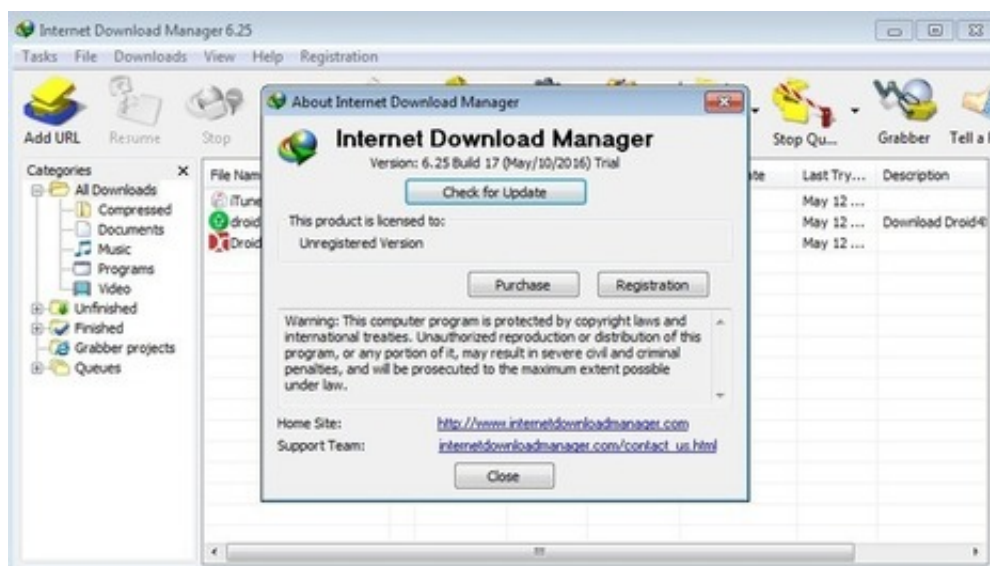 Internet Download Manager 6.25
Tasks File Downloads View Help Registration
Add URL
Resume
Stop
Stop Qu...
Grabber
Tell a
Categories
All Downloads
Compressed
Documents
Music
Programs
Video
Unfinished
Finished
Grabber projects
Queues
File Nam
Last Try...
Description
iTune
May 12 ...
droid
May 12 ...
Download Droid4
Droid
May 12 ...
About Internet Download Manager
Internet Download Manager
Version: 6.25 Build 17 (May/10/2016) Trial
Check for Update
This product is licensed to:
Unregistered Version
Purchase
Registration
Warning: This computer program is protected by copyright laws and
international treaties. Unauthorized reproduction or distribution of this
program, or any portion of it, may result in severe civil and criminal
penalties, and will be prosecuted to the maximum extent possible
under law.
Home Site: http://www.internetdownloadmanager.com
Support Team: internetdownloadmanager.com/contact_us.html
Close